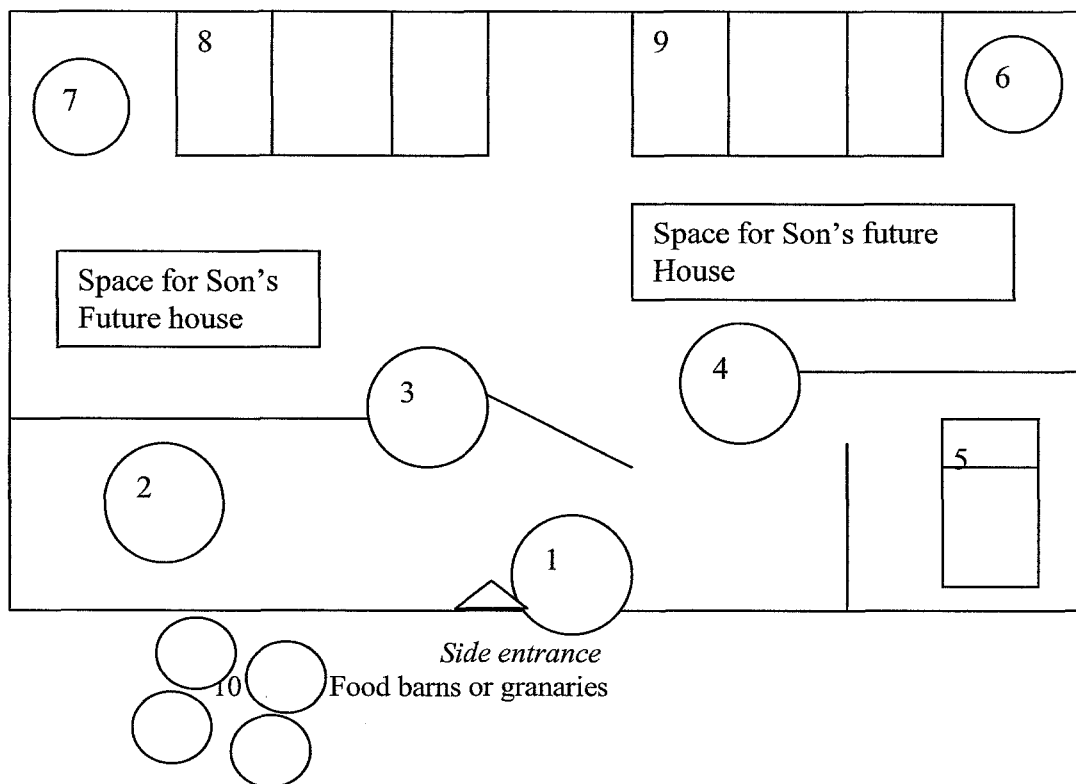 8
9
7
6
Space for Son's future
House
Space for Son's
Future house
4
3
5
2
1
Side entrance
10
Food barns or granaries